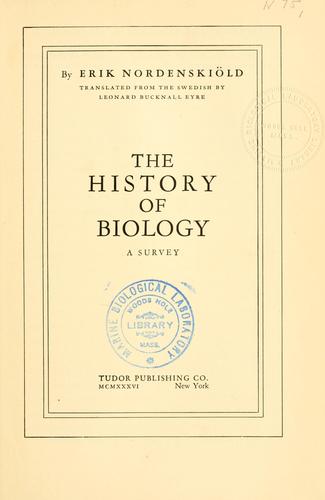 N 75,
By ERIK NORDENSKIÖLD
TRANSLATED FROM THE SWEDISH BY
LEONARD BUCKNALL EYRE
THE
HISTORY
OF
BIOLOGY
A SURVEY
MARINE BIOLOGICAL LABORATORY
WOODS HOLE
LIBRARY
MASS.
TUDOR PUBLISHING CO.
MCMXXXVI New York